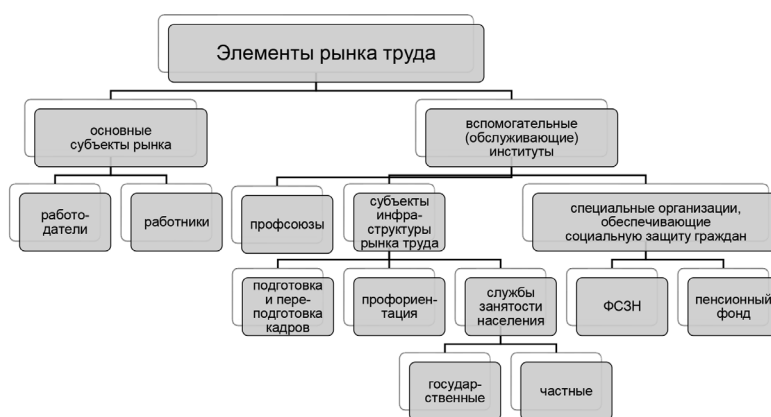 Элементы рынка труда
основные
субъекты рынка
вспомогательные
(обслуживающие)
институты
работо-
датели
работники
профсоюзы
субъекты
инфра-
структуры
рынка труда
специальные организации,
обеспечивающие
социальную защиту граждан
подготовка
и пере-
подготовка
кадров
профориен-
тация
службы
занятости
населения
ФСЗН
пенсионный
фонд
государ-
ственные
частные